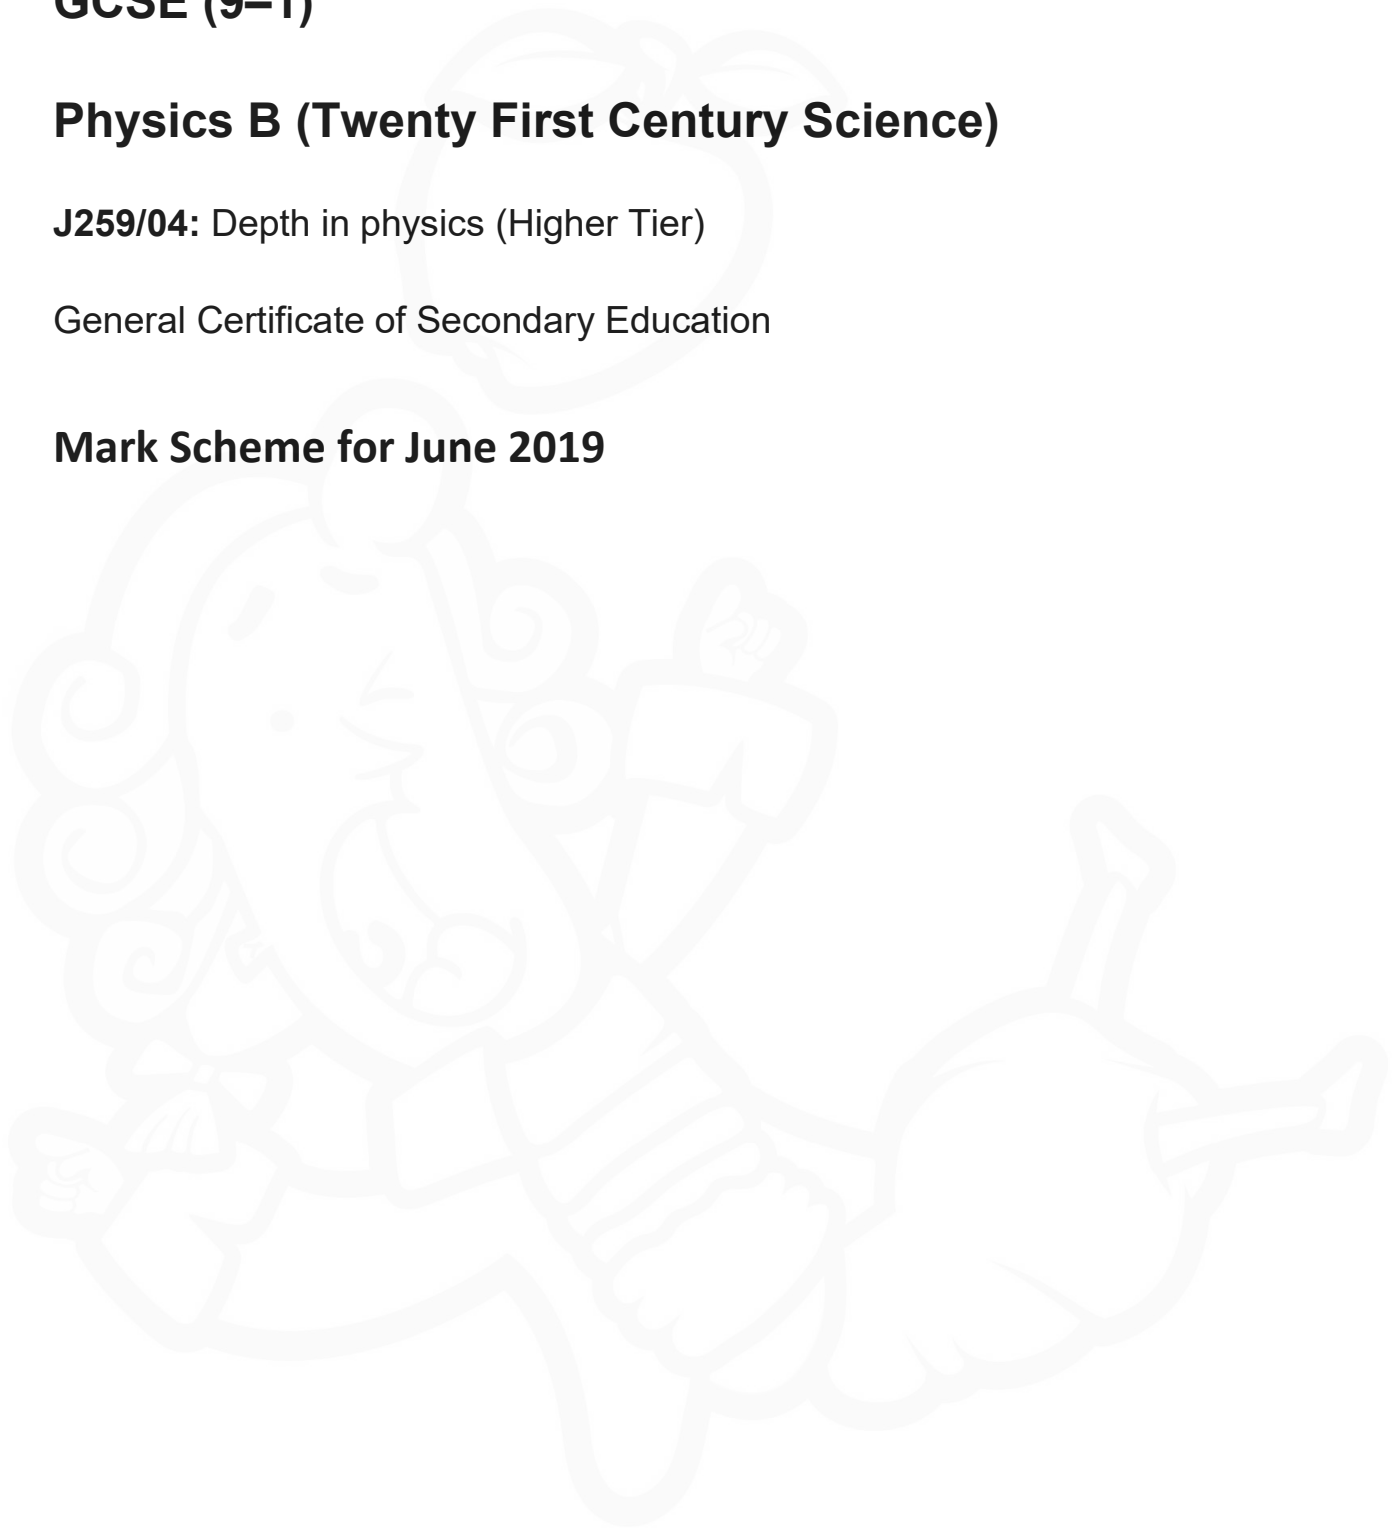 GCSE (9–1)
Physics B (Twenty First Century Science)
J259/04: Depth in physics (Higher Tier)
General Certificate of Secondary Education
Mark Scheme for June 2019